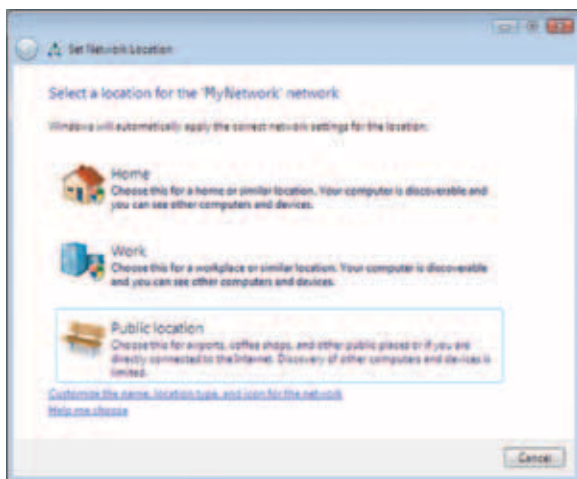 Set Network Location
Select a location for the 'MyNetwork' network
Windows will automatically apply the correct network settings for the location.
Home
Choose this for a home or similar location. Your computer is discoverable and
you can see other computers and devices.
Work
Choose this for a workplace or similar location. Your computer is discoverable
and you can see other computers and devices.
Public location
Choose this for airports, coffee shops, and other public places or if you are
directly connected to the Internet. Discovery of other computers and devices is
limited.
Customize the name, location type, and icon for the network
Help me choose
Cancel